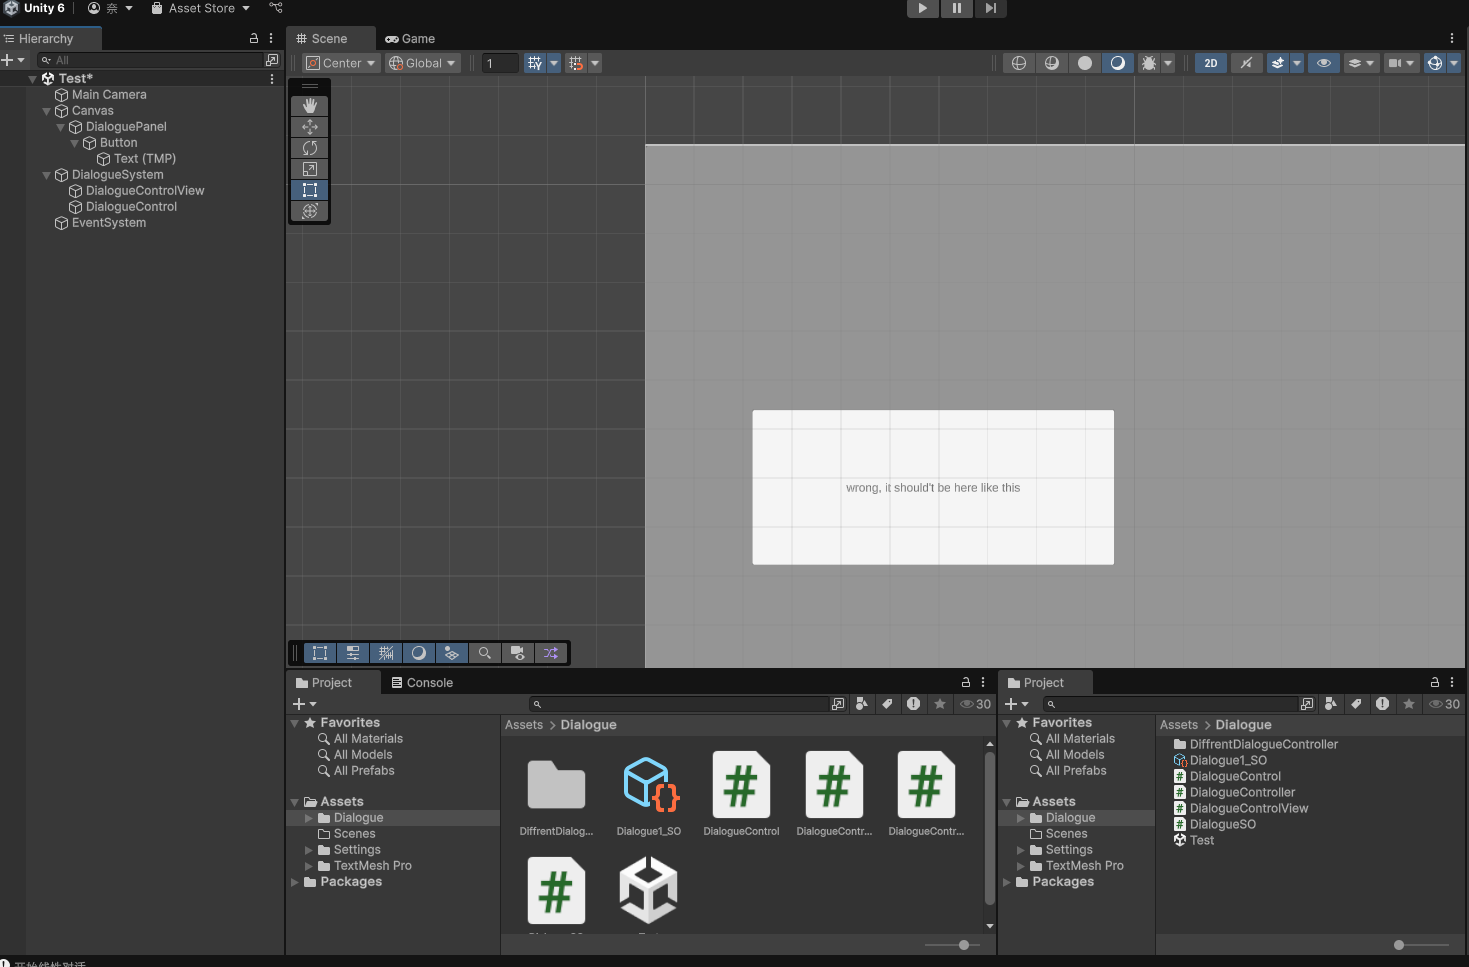 Unity 6 奈 Asset Store
Hierarchy
All
Test*
Main Camera
Canvas
DialoguePanel
Button
Text (TMP)
DialogueSystem
DialogueControlView
DialogueControl
EventSystem
Scene Game
Center Global 1 2D
wrong, it should't be here like this
Project Console
30
Favorites
All Materials
All Models
All Prefabs
Assets
Dialogue
Scenes
Settings
TextMesh Pro
Packages
Assets > Dialogue
DiffrentDialog... Dialogue1_SO DialogueControl DialogueContr... DialogueContr...
Project
30
Favorites
All Materials
All Models
All Prefabs
Assets
Dialogue
Scenes
Settings
TextMesh Pro
Packages
Assets > Dialogue
DiffrentDialogueController
Dialogue1_SO
DialogueControl
DialogueController
DialogueControlView
DialogueSO
Test